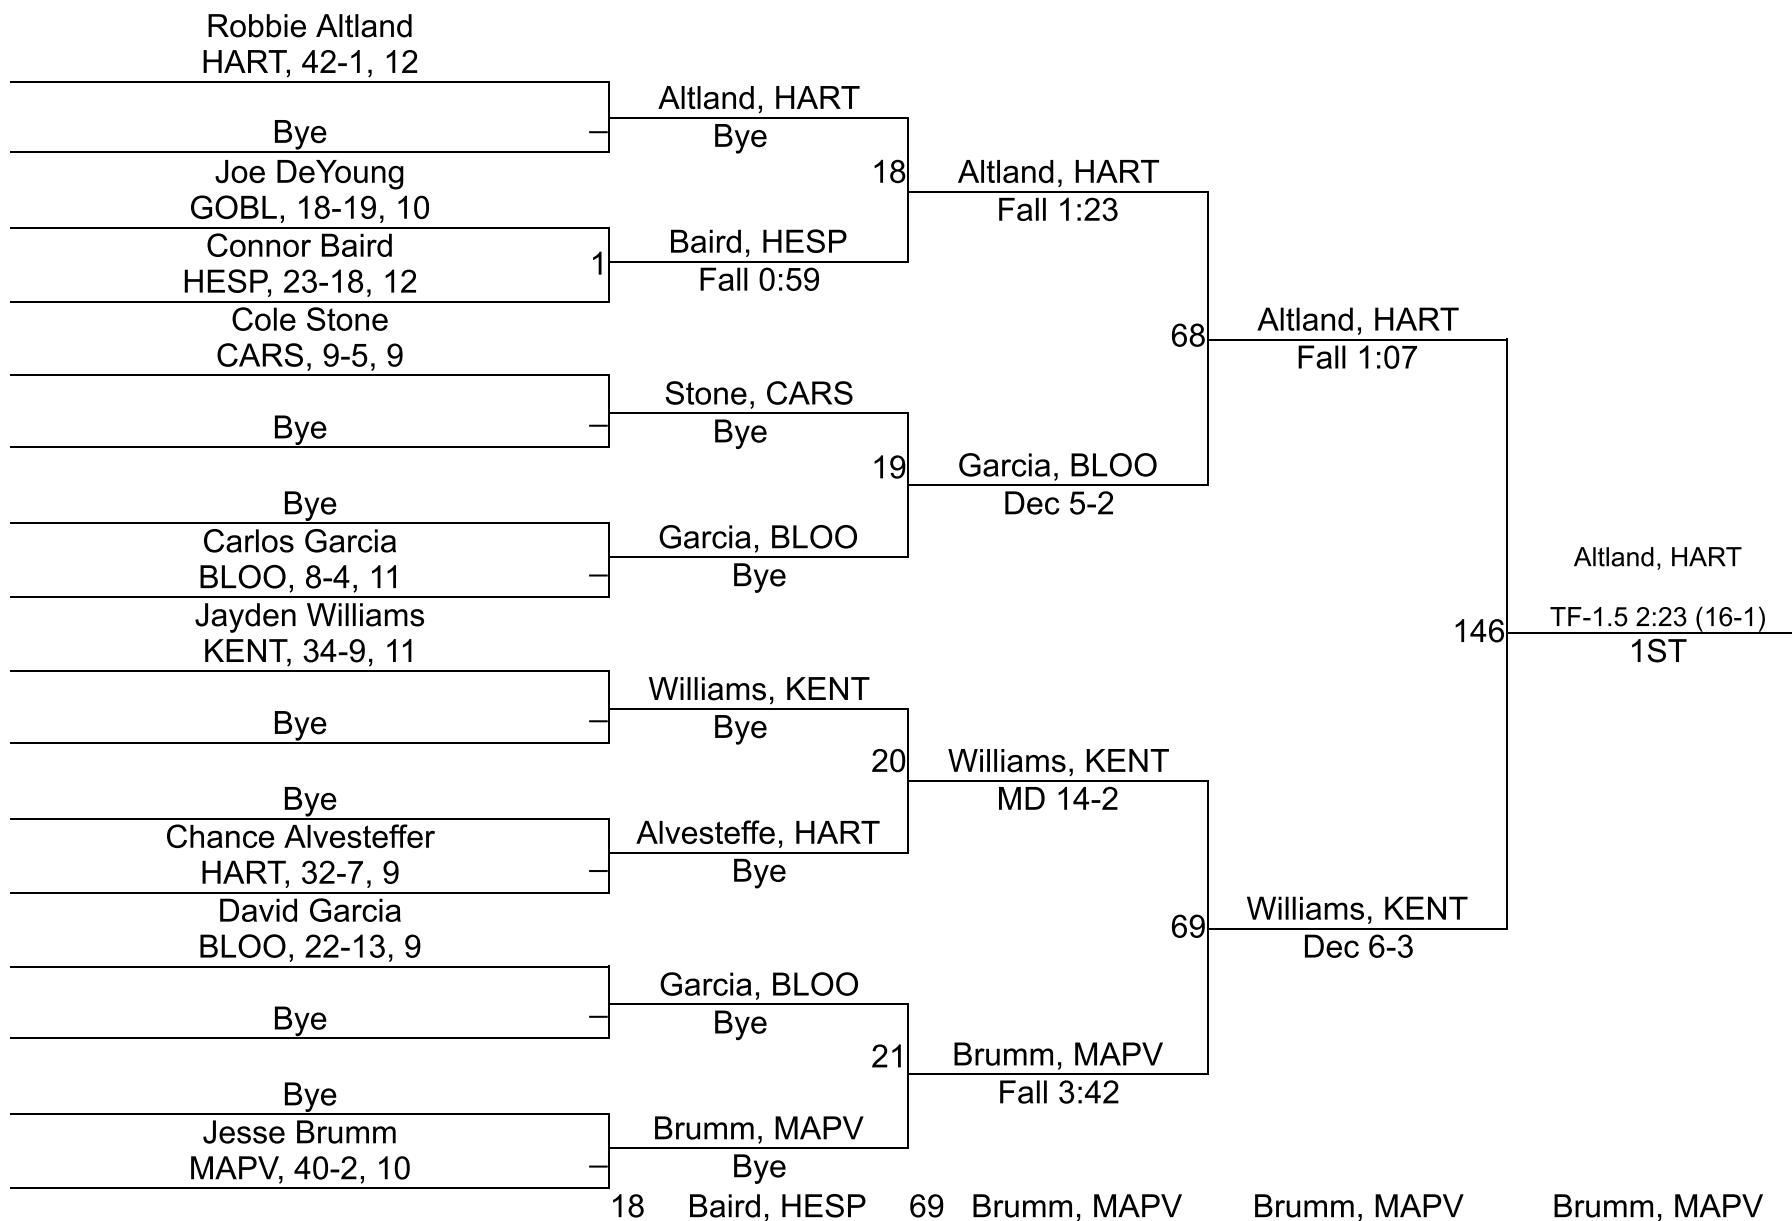 Robbie Altland
HART, 42-1, 12
Bye
Joe DeYoung
GOBL, 18-19, 10
Connor Baird
HESP, 23-18, 12
1
Cole Stone
CARS, 9-5, 9
Bye
Bye
Carlos Garcia
BLOO, 8-4, 11
Jayden Williams
KENT, 34-9, 11
Bye
Bye
Chance Alvesteffer
HART, 32-7, 9
David Garcia
BLOO, 22-13, 9
Bye
Bye
Jesse Brumm
MAPV, 40-2, 10
Altland, HART
Bye
18
Baird, HESP
Fall 0:59
Stone, CARS
Bye
19
Garcia, BLOO
Bye
Williams, KENT
Bye
20
Alvesteffe, HART
Bye
Garcia, BLOO
Bye
21
Brumm, MAPV
Bye
Altland, HART
Fall 1:23
68
Garcia, BLOO
Dec 5-2
Williams, KENT
MD 14-2
69
Brumm, MAPV
Fall 3:42
Altland, HART
Fall 1:07
146
Williams, KENT
Dec 6-3
Altland, HART
TF-1.5 2:23 (16-1)
1ST
18 Baird, HESP 69 Brumm, MAPV Brumm, MAPV Brumm, MAPV